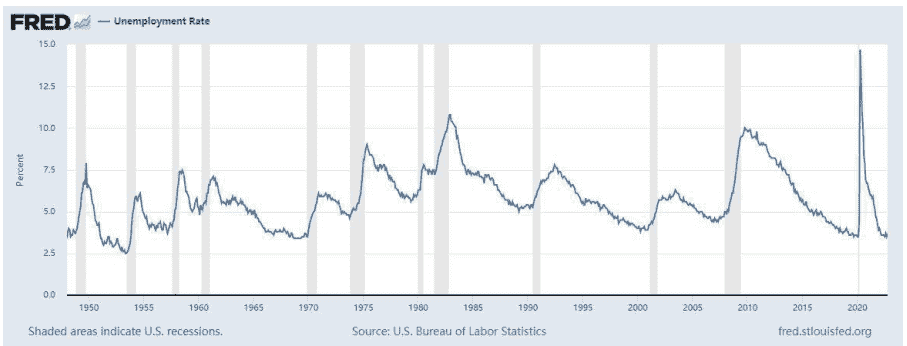 FRED — Unemployment Rate
15.0
12.5
10.0
7.5
5.0
2.5
0.0
Percent
1950 1955 1960 1965 1970 1975 1980 1985 1990 1995 2000 2005 2010 2015 2020
Shaded areas indicate U.S. recessions. Source: U.S. Bureau of Labor Statistics fred.stlouisfed.org